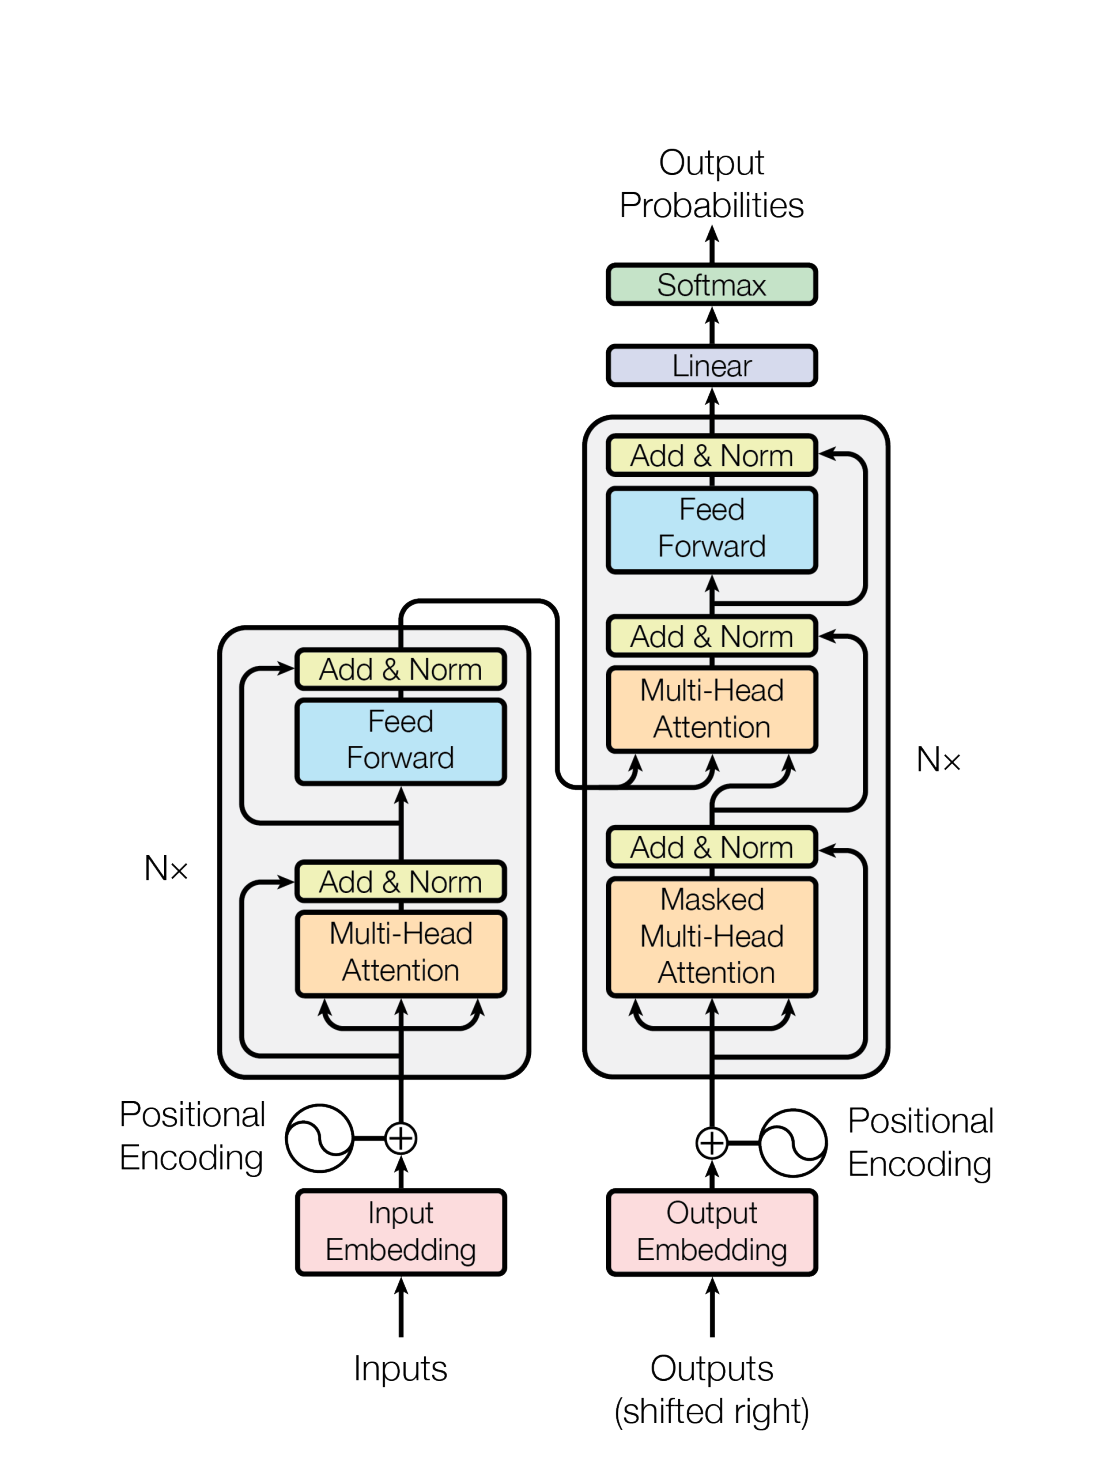 Output
Probabilities
Softmax
Linear
Add & Norm
Feed
Forward
Add & Norm
Multi-Head
Attention
N×
Add & Norm
Masked
Multi-Head
Attention
Add & Norm
Feed
Forward
N×
Add & Norm
Multi-Head
Attention
Positional
Encoding
Positional
Encoding
Input
Embedding
Output
Embedding
Inputs
Outputs
(shifted right)